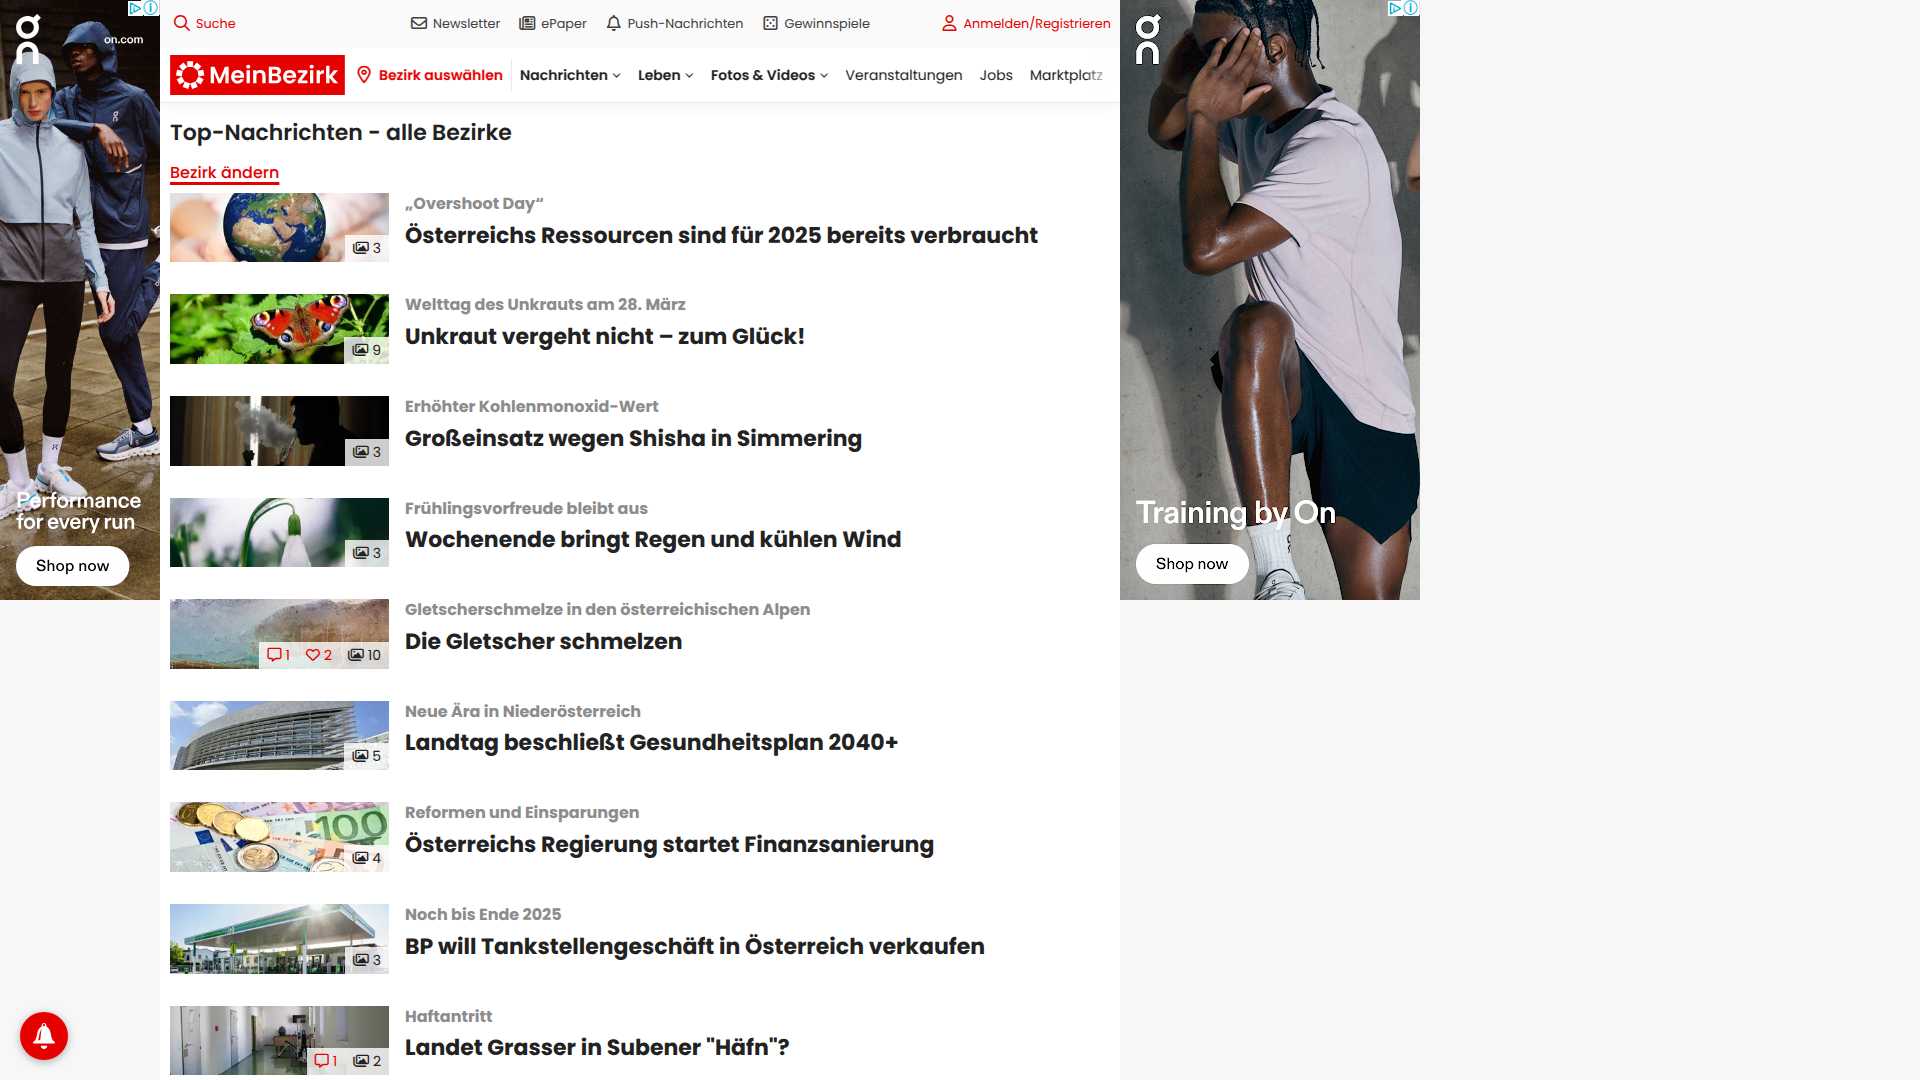 on.com
Performance
for every run
Shop now
Suche
Newsletter
ePaper
Push-Nachrichten
Gewinnspiele
Anmelden/Registrieren
MeinBezirk
Bezirk auswählen
Nachrichten
Leben
Fotos & Videos
Veranstaltungen
Jobs
Marktplatz
Top-Nachrichten - alle Bezirke
Bezirk ändern
3
„Overshoot Day“
Österreichs Ressourcen sind für 2025 bereits verbraucht
9
Welttag des Unkrauts am 28. März
Unkraut vergeht nicht – zum Glück!
3
Erhöhter Kohlenmonoxid-Wert
Großeinsatz wegen Shisha in Simmering
3
Frühlingsvorfreude bleibt aus
Wochenende bringt Regen und kühlen Wind
1 2 10
Gletscherschmelze in den österreichischen Alpen
Die Gletscher schmelzen
5
Neue Ära in Niederösterreich
Landtag beschließt Gesundheitsplan 2040+
100
4
Reformen und Einsparungen
Österreichs Regierung startet Finanzsanierung
3
Noch bis Ende 2025
BP will Tankstellengeschäft in Österreich verkaufen
1 2
Haftantritt
Landet Grasser in Subener "Häfn"?
on
Training by On
Shop now